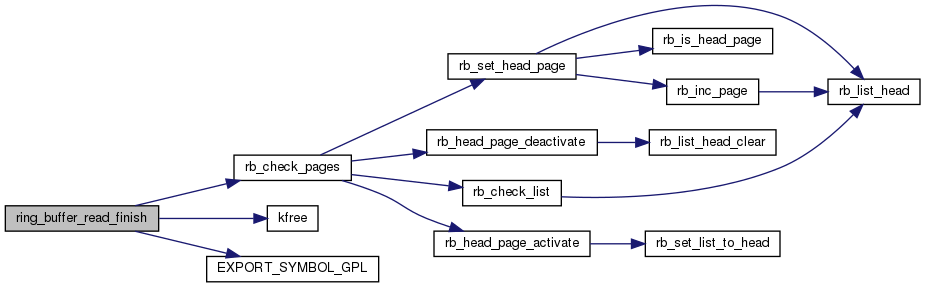 rb_is_head_page
rb_set_head_page
rb_inc_page
rb_list_head
rb_head_page_deactivate
rb_list_head_clear
rb_check_pages
rb_check_list
ring_buffer_read_finish
kfree
rb_head_page_activate
rb_set_list_to_head
EXPORT_SYMBOL_GPL